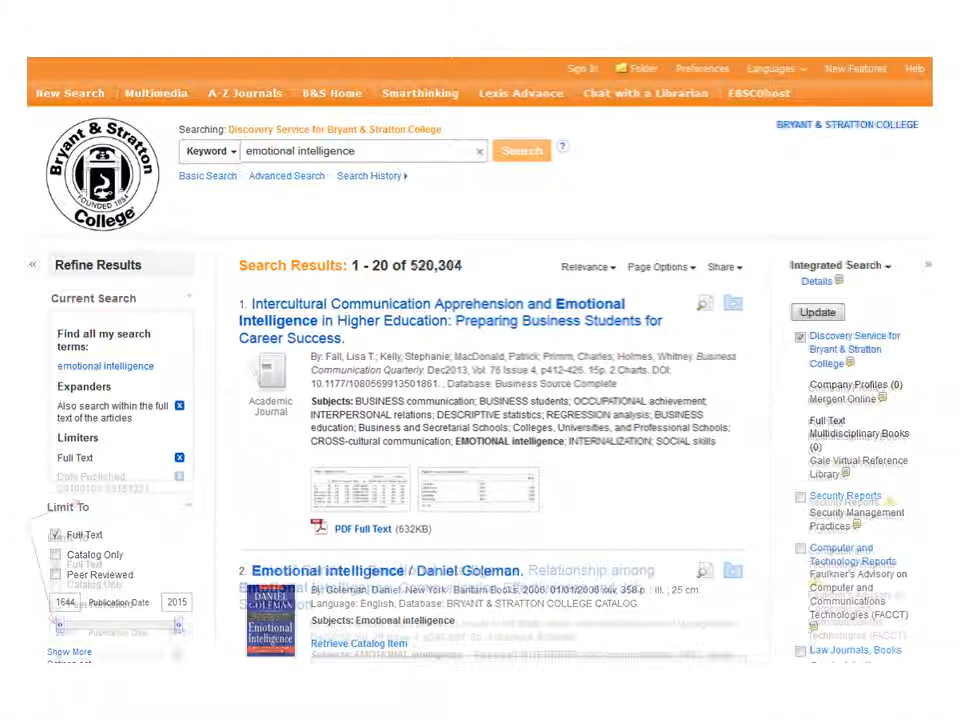 Sign In Folder Preferences Languages New Features Help
New Search Multimedia A-Z Journals B&S Home Smarthinking Lexis Advance Chat with a Librarian EBSCOhost
Bryant & Stratton College
FOUNDED 1854
Searching: Discovery Service for Bryant & Stratton College
BRYANT & STRATTON COLLEGE
Keyword emotional intelligence × Search ?
Basic Search Advanced Search Search History
« Refine Results
Current Search
Find all my search
terms:
emotional intelligence
Expanders
Also search within the full
text of the articles
Limiters
Full Text
Limit To
Full Text
Catalog Only
Peer Reviewed
1644 Publication Date 2015
Show More
Search Results: 1 - 20 of 520,304
Relevance Page Options Share
1. Intercultural Communication Apprehension and Emotional
Intelligence in Higher Education: Preparing Business Students for
Career Success.
By: Fall, Lisa T.; Kelly, Stephanie; MacDonald, Patrick; Primm, Charles; Holmes, Whitney. Business
Communication Quarterly. Dec2013, Vol. 76 Issue 4, p412-426. 15p. 2 Charts. DOI:
10.1177/1080569913501861. , Database: Business Source Complete
Academic
Journal
Subjects: BUSINESS communication; BUSINESS students; OCCUPATIONAL achievement;
INTERPERSONAL relations; DESCRIPTIVE statistics; REGRESSION analysis; BUSINESS
education; Business and Secretarial Schools; Colleges, Universities, and Professional Schools;
CROSS-cultural communication; EMOTIONAL intelligence; INTERNALIZATION; SOCIAL skills
PDF Full Text (632KB)
2. Emotional intelligence / Daniel Goleman. Relationship among
By: Goleman, Daniel. New York : Bantam Books, 2006. 01/01/2006 xxiv, 358 p. : ill. ; 25 cm.
Language: English, Database: BRYANT & STRATTON COLLEGE CATALOG
Subjects: Emotional intelligence
Retrieve Catalog Item
DANIEL
GOLEMAN
Emotional
Intelligence
Integrated Search »
Details
Update
Discovery Service for
Bryant & Stratton
College
Company Profiles (0)
Mergent Online
Full Text
Multidisciplinary Books
(0)
Gale Virtual Reference
Library
Security Reports
Security Management
Practices
Computer and
Technology Reports
Faulkner's Advisory on
Computer and
Communications
Technologies (FACCT)
Law Journals, Books